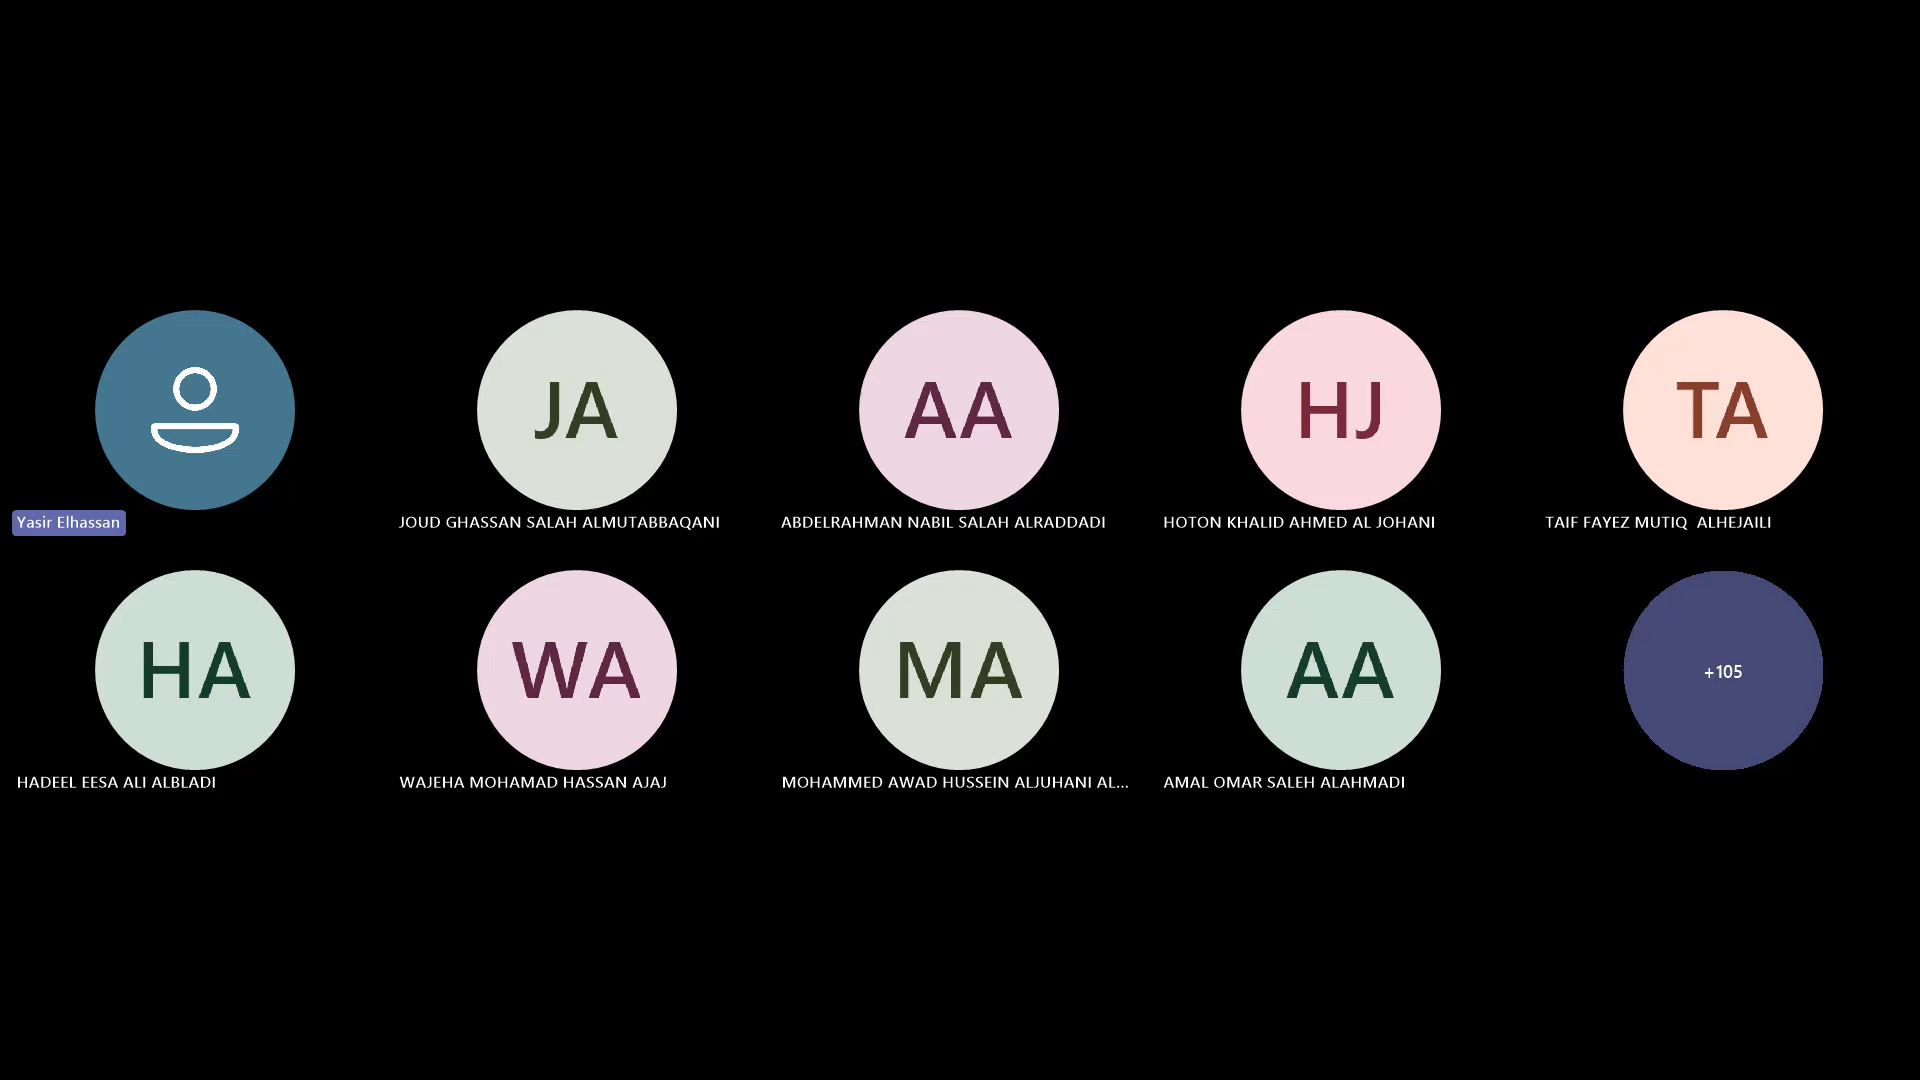 JA
AA
HJ
TA
Yasir Elhassan
JOUD GHASSAN SALAH ALMUTABBAQANI
ABDELRAHMAN NABIL SALAH ALRADDADI
HOTON KHALID AHMED AL JOHANI
TAIF FAYEZ MUTIQ  ALHEJAILI
HA
WA
MA
AA
+105
HADEEL EESA ALI ALBLADI
WAJEHA MOHAMAD HASSAN AJAJ
MOHAMMED AWAD HUSSEIN ALJUHANI AL...
AMAL OMAR SALEH ALAHMADI